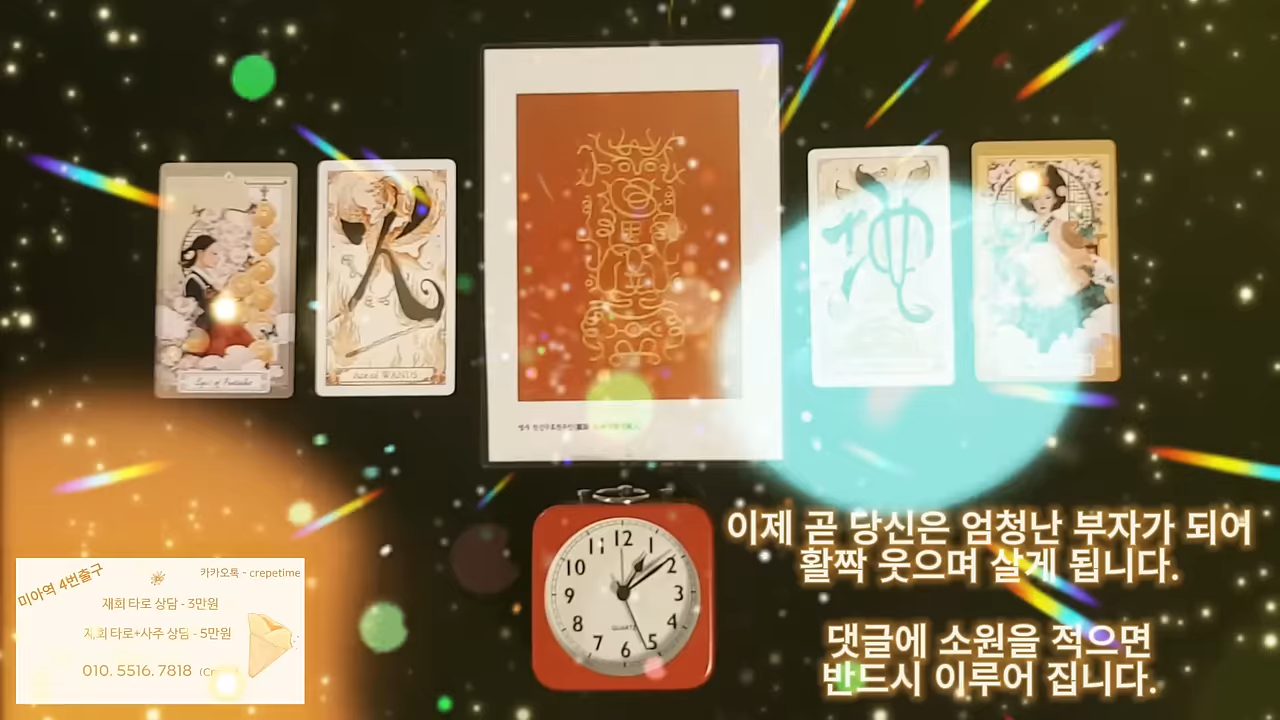 Ace of WANDS
이제 곧 당신은 엄청난 부자가 되어
활짝 웃으며 살게 됩니다.
댓글에 소원을 적으면
반드시 이루어 집니다.
12
1
2
3
4
5
6
7
8
9
10
11
QUARTZ
미아역 4번출구
카카오톡 - crepetime
재회 타로 상담 - 3만원
재회 타로+사주 상담 - 5만원
010. 5516. 7818